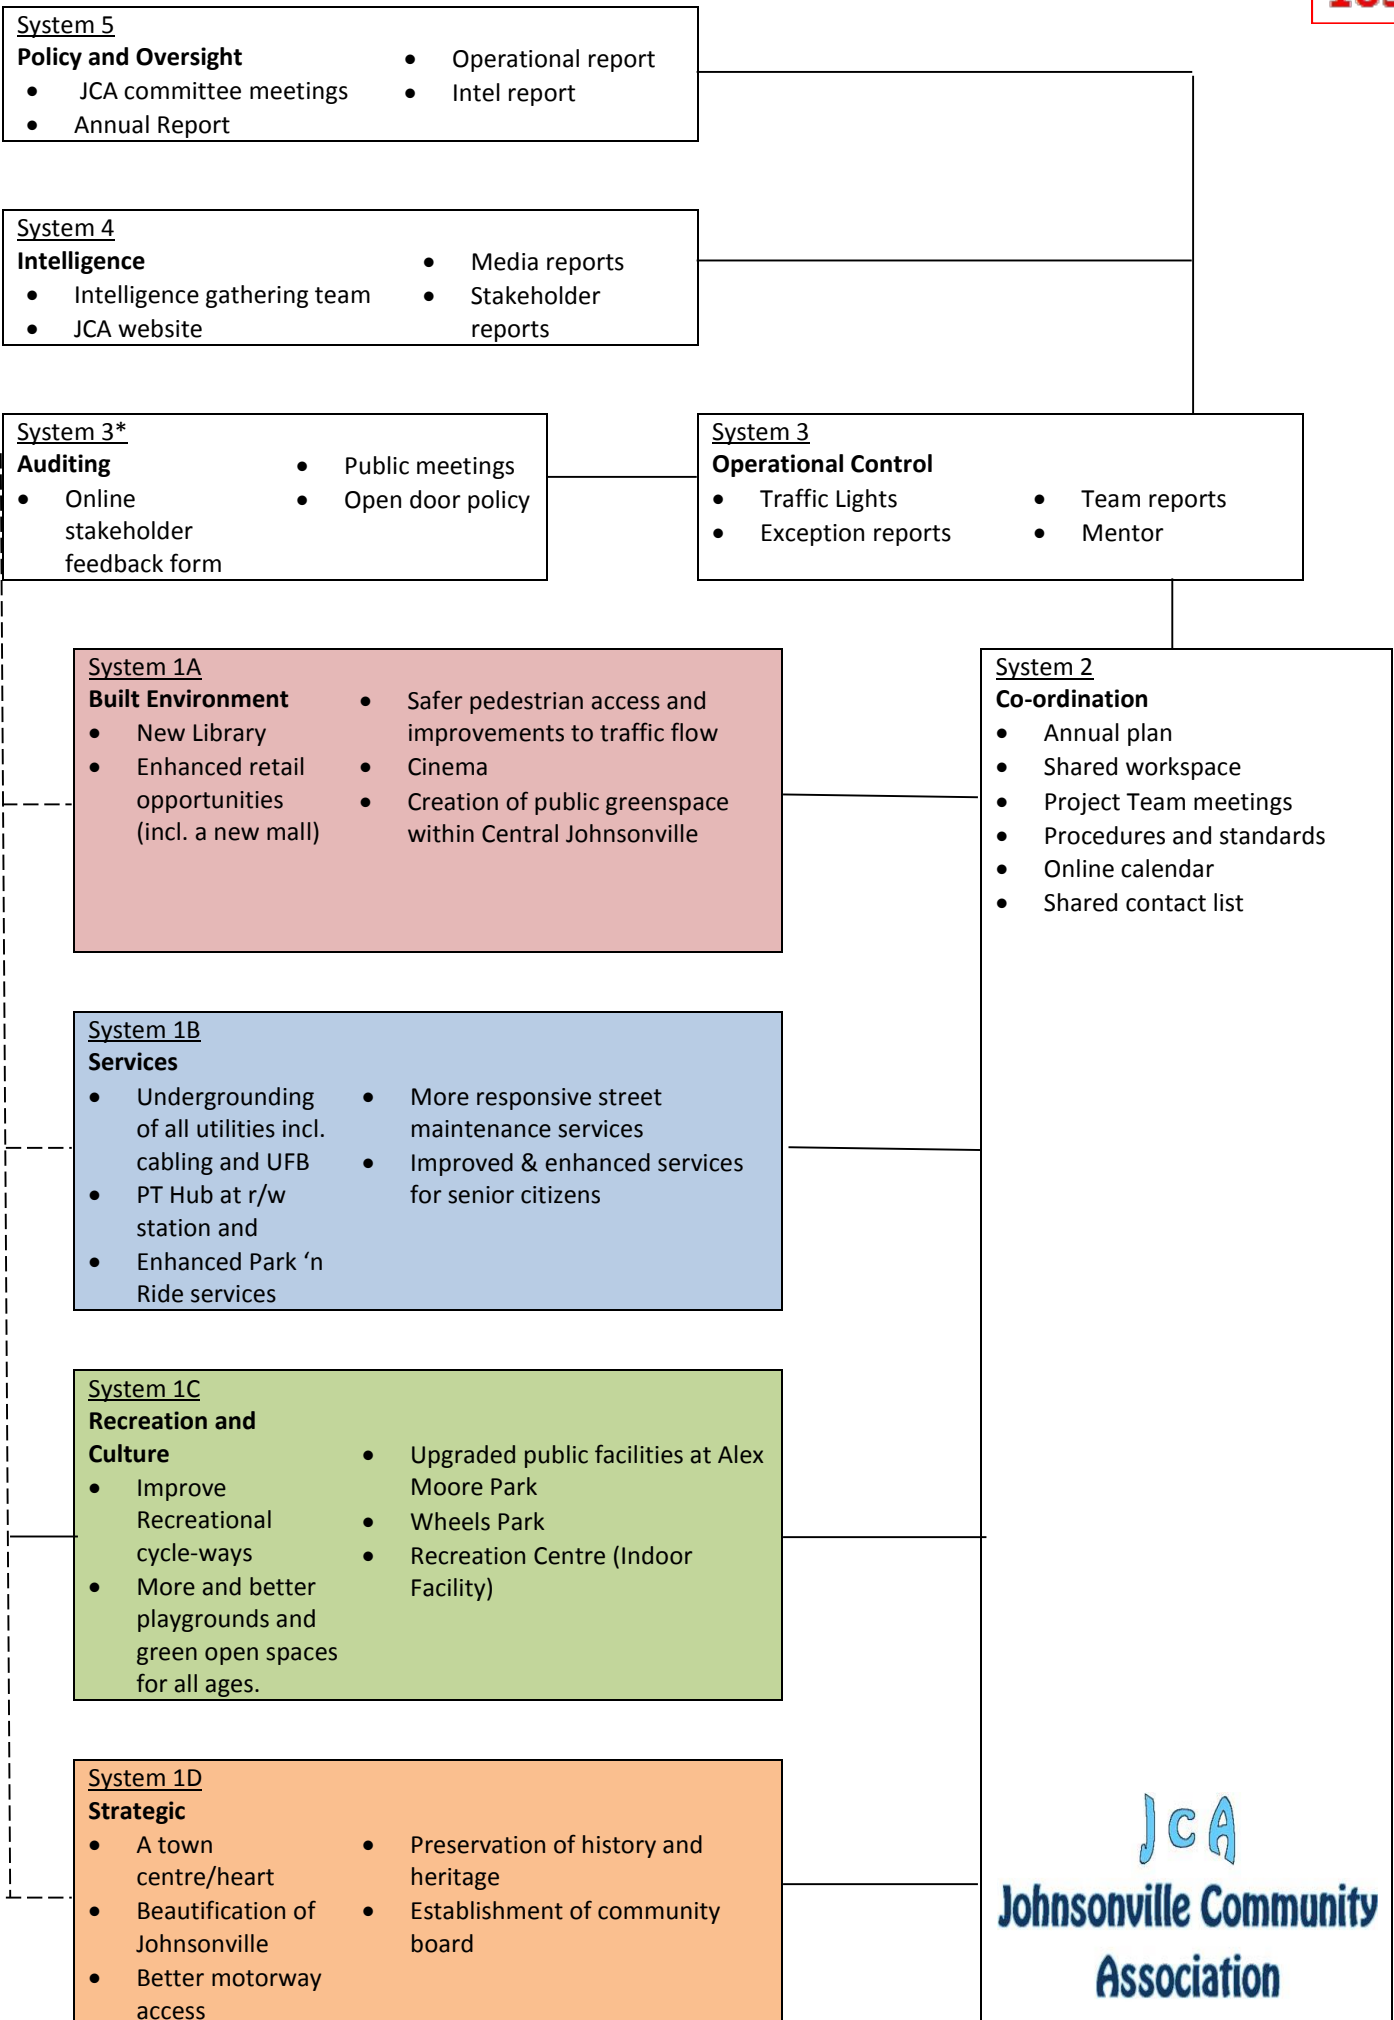 System 5
Policy and Oversight
• JCA committee meetings
• Annual Report
• Operational report
• Intel report
System 4
Intelligence
• Intelligence gathering team
• JCA website
• Media reports
• Stakeholder
reports
System 3*
Auditing
• Online
stakeholder
feedback form
• Public meetings
• Open door policy
System 3
Operational Control
• Traffic Lights
• Exception reports
• Team reports
• Mentor
System 1A
Built Environment
• New Library
• Enhanced retail
opportunities
(incl. a new mall)
• Safer pedestrian access and
improvements to traffic flow
• Cinema
• Creation of public greenspace
within Central Johnsonville
System 2
Co-ordination
• Annual plan
• Shared workspace
• Project Team meetings
• Procedures and standards
• Online calendar
• Shared contact list
System 1B
Services
• Undergrounding
of all utilities incl.
cabling and UFB
• PT Hub at r/w
station and
• Enhanced Park ‘n
Ride services
• More responsive street
maintenance services
• Improved & enhanced services
for senior citizens
System 1C
Recreation and
Culture
• Improve
Recreational
cycle-ways
• More and better
playgrounds and
green open spaces
for all ages.
• Upgraded public facilities at Alex
Moore Park
• Wheels Park
• Recreation Centre (Indoor
Facility)
System 1D
Strategic
• A town
centre/heart
• Beautification of
Johnsonville
• Better motorway
access
• Preservation of history and
heritage
• Establishment of community
board
JcA
Johnsonville Community
Association